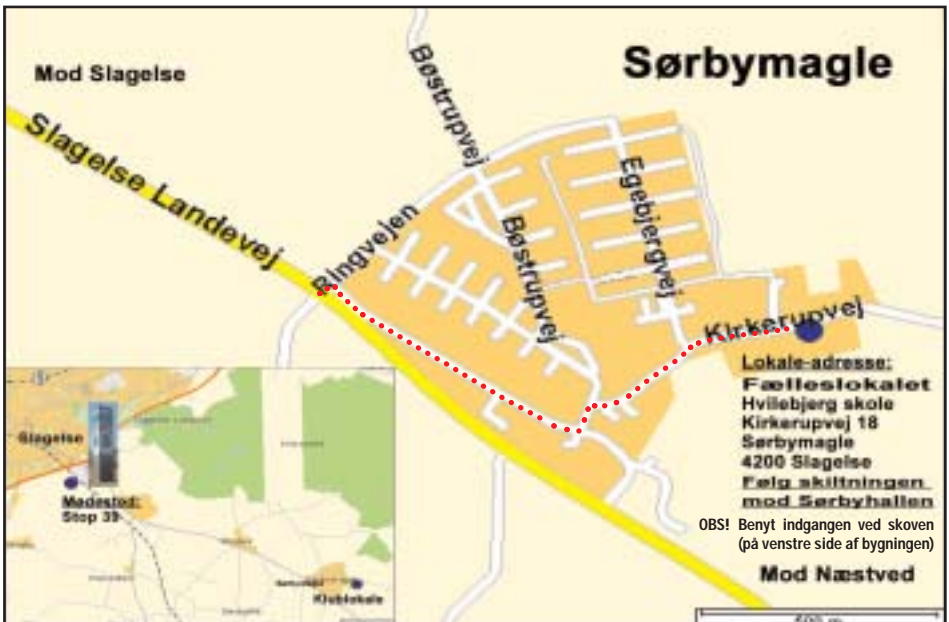 Sørbymagle
Mod Slagelse
Bøstrupvej
Slagelse Landevej
Ringvejen
Bøstrupvej
Egebjergvej
Kirkerupvej
Lokale-adresse:
Fælleslokalet
Hvilebjerg skole
Kirkerupvej 18
Sørbymagle
4200 Slagelse
Følg skiltningen
mod Sørbyhallen
OBS! Benyt indgangen ved skoven
(på venstre side af bygningen)
Mod Næstved
Slagelse
Mødested:
Stop 39
Klublokale
500 m